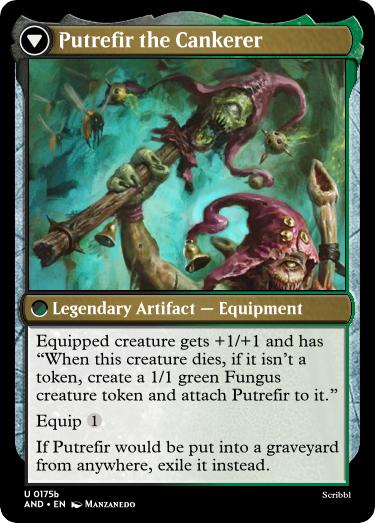 Putrefir the Cankerer
Legendary Artifact — Equipment
Equipped creature gets +1/+1 and has
“When this creature dies, if it isn't a
token, create a 1/1 green Fungus
creature token and attach Putrefir to it.”
Equip 1
If Putrefir would be put into a graveyard
from anywhere, exile it instead.
U 0175b
AND • EN Manzanedo
Scribbl